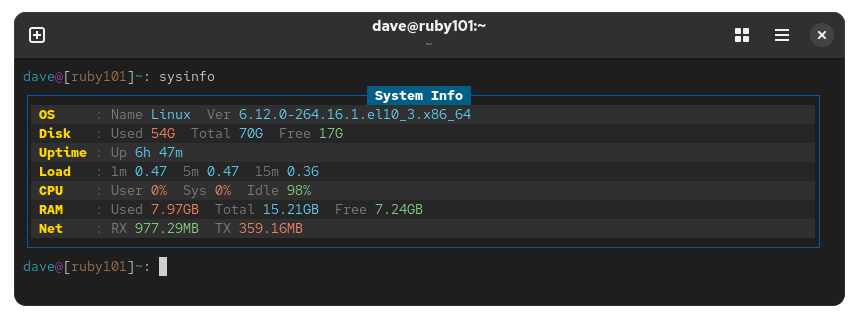 dave@ruby101:~
~
dave@[ruby101]~: sysinfo
System Info
OS : Name Linux Ver 6.12.0-264.16.1.el10_3.x86_64
Disk : Used 54G Total 70G Free 17G
Uptime : Up 6h 47m
Load : 1m 0.47 5m 0.47 15m 0.36
CPU : User 0% Sys 0% Idle 98%
RAM : Used 7.97GB Total 15.21GB Free 7.24GB
Net : RX 977.29MB TX 359.16MB
dave@[ruby101]~: